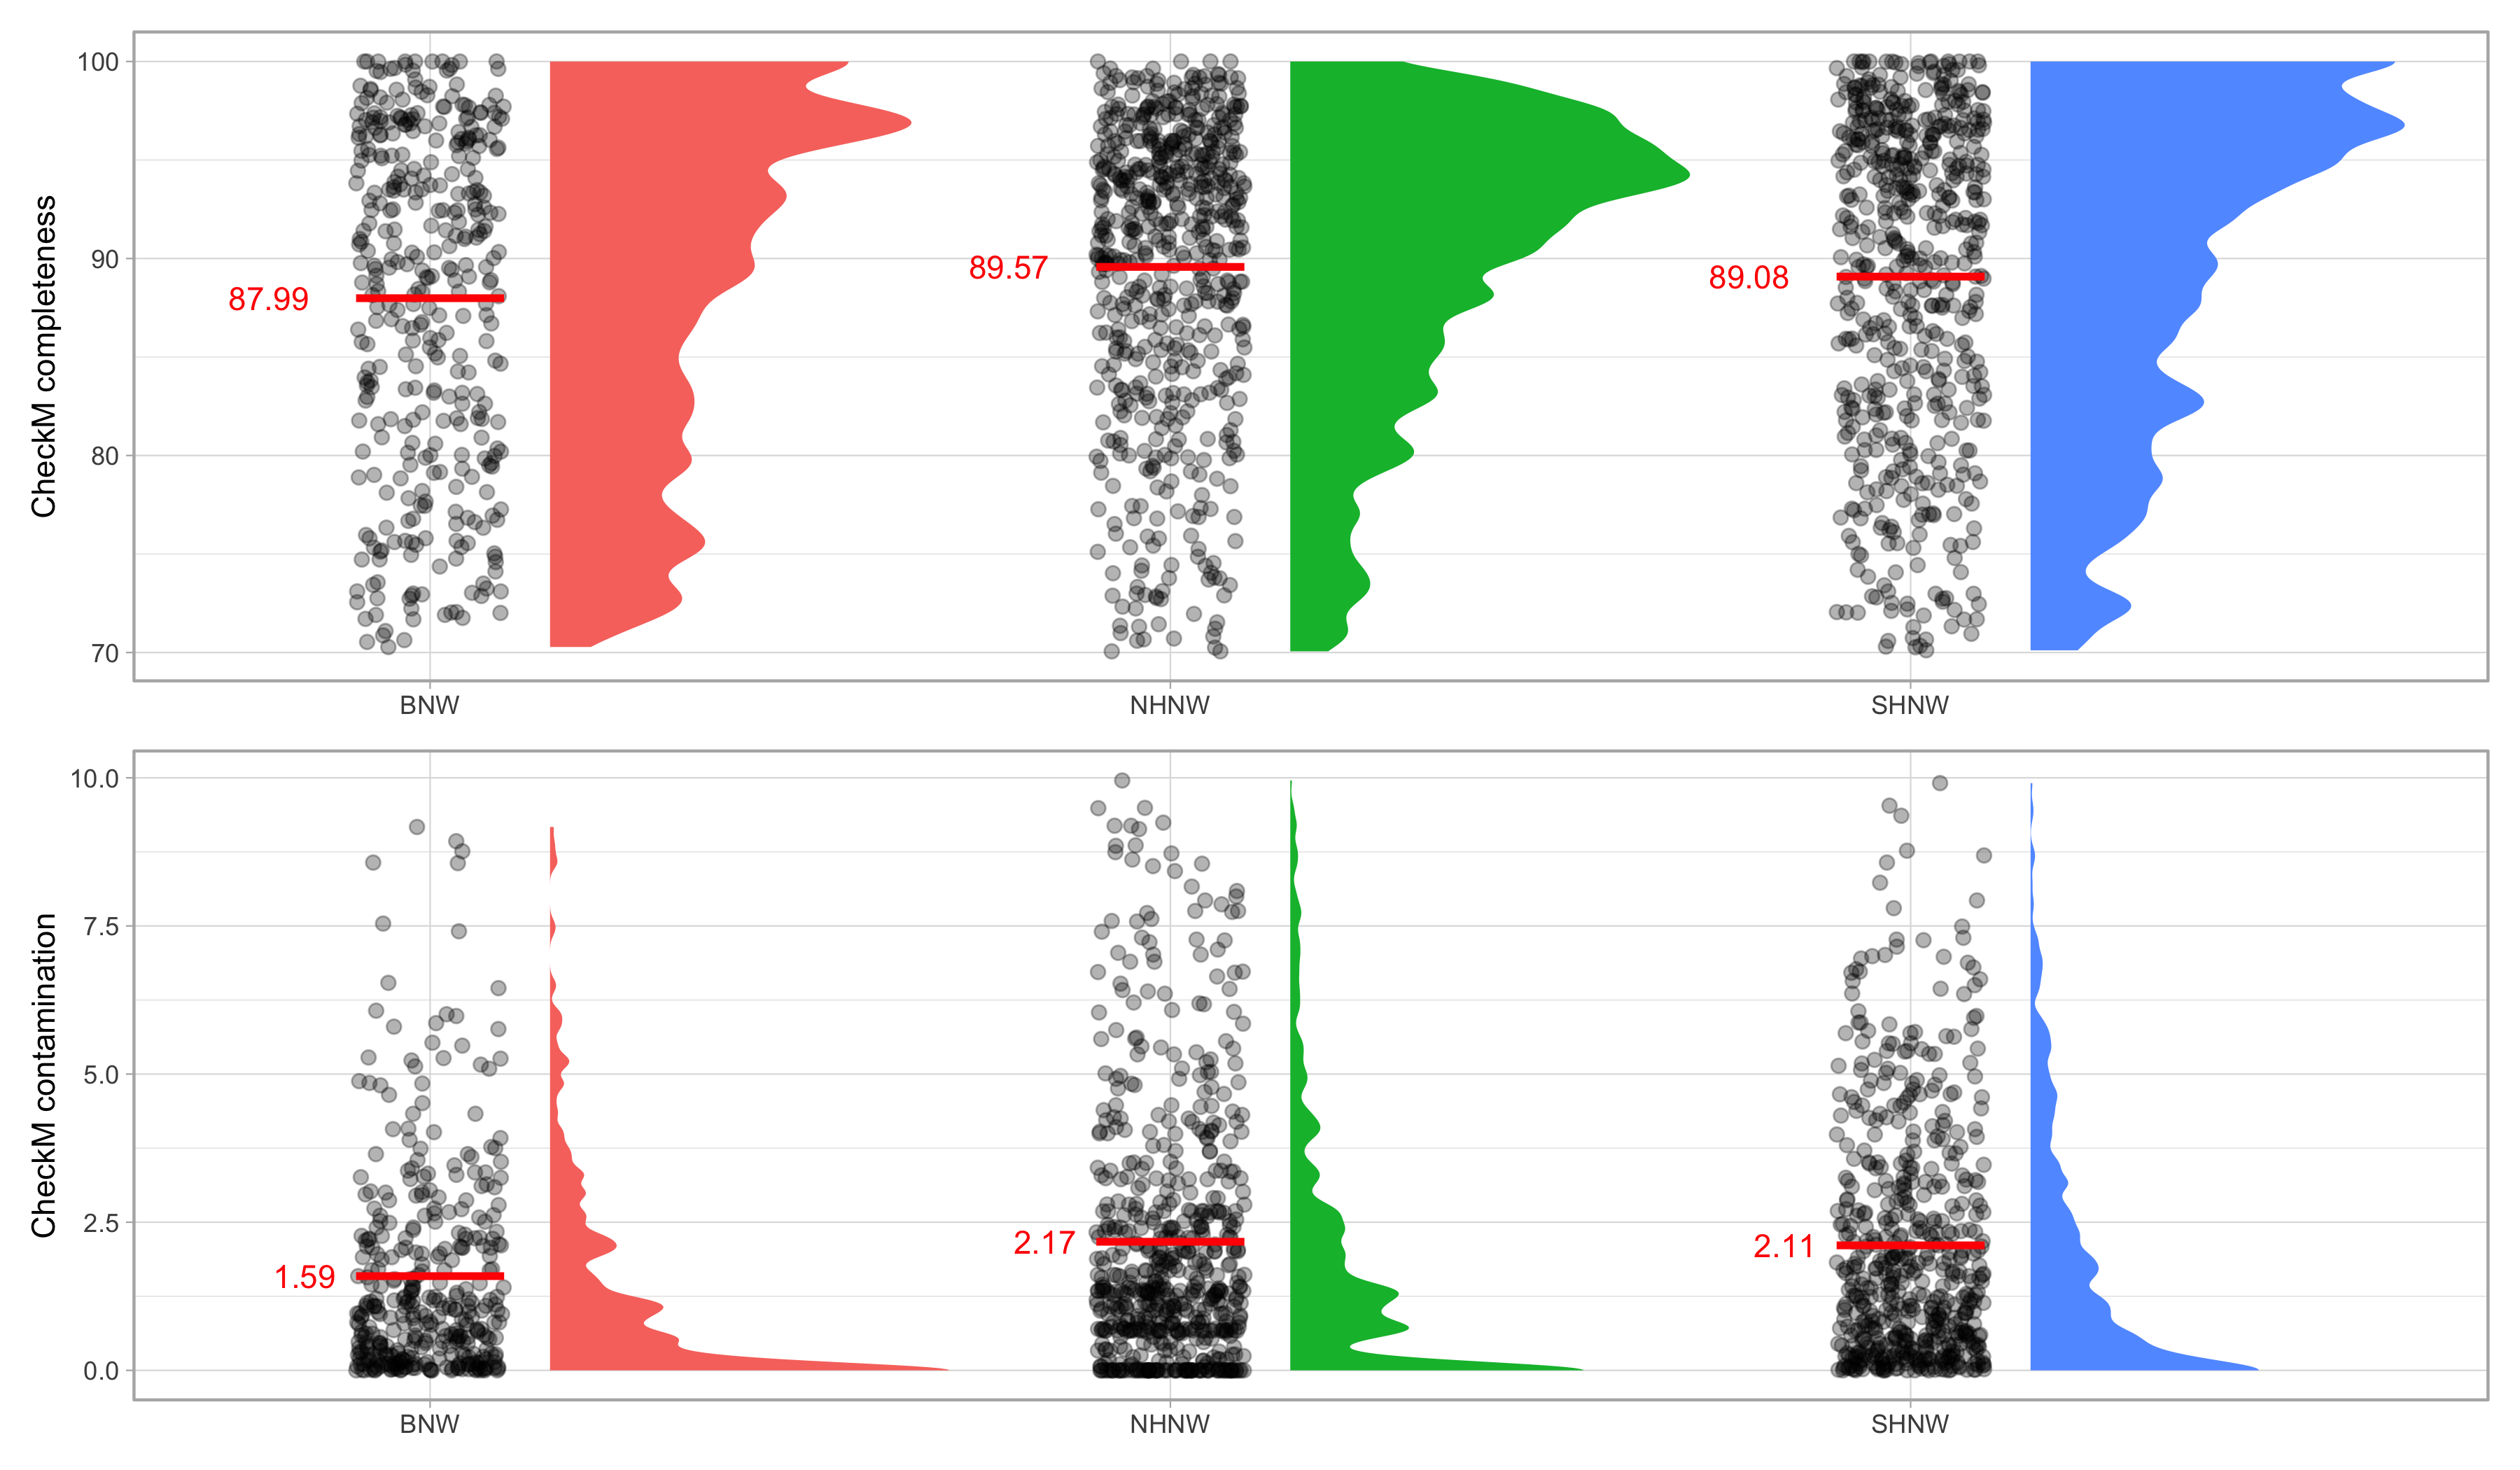 CheckM completeness
100
90
80
70
87.99
89.57
89.08
BNW
NHNW
SHNW
CheckM contamination
10.0
7.5
5.0
2.5
0.0
1.59
2.17
2.11
BNW
NHNW
SHNW